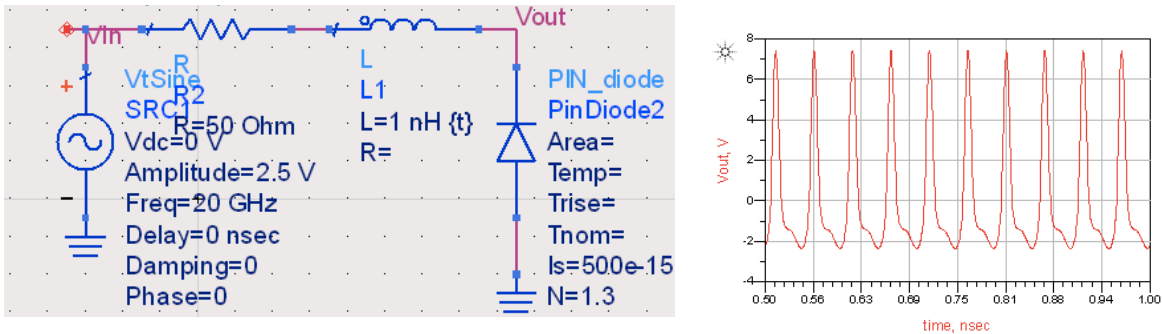 Vin
Vout
R
R2
R=50 Ohm
VtSine
SRC1
Vdc=0 V
Amplitude=2.5 V
Freq=20 GHz
Delay=0 nsec
Damping=0
Phase=0
L
L1
L=1 nH {t}
R=
PIN_diode
PinDiode2
Area=
Temp=
Trise=
Tnom=
Is=500e-15
N=1.3
Vout, V
8
6
4
2
0
-2
-4
0.50 0.56 0.63 0.69 0.75 0.81 0.88 0.94 1.00
time, nsec